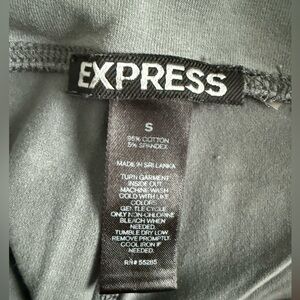 EXPRESS
S
95% COTTON
5% SPANDEX
MADE IN SRI LANKA
TURN GARMENT
INSIDE OUT
MACHINE WASH
COLD WITH LIKE
COLORS
GENTLE CYCLE
ONLY NON-CHLORINE
BLEACH WHEN
NEEDED
TUMBLE DRY LOW
REMOVE PROMPTLY.
COOL IRON IF
NEEDED.
RN# 55285